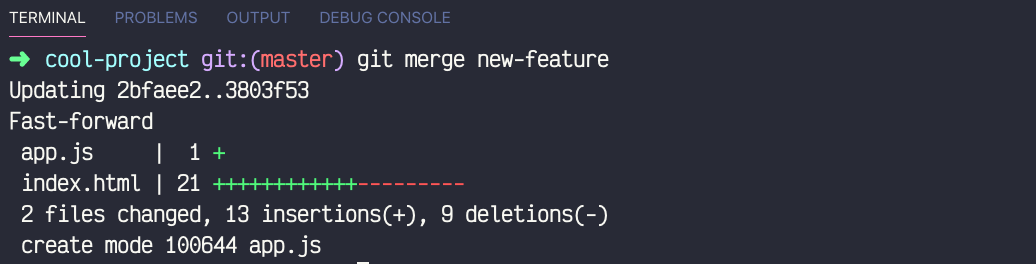 TERMINAL PROBLEMS OUTPUT DEBUG CONSOLE
➜ cool-project git:(master) git merge new-feature
Updating 2bfaee2..3803f53
Fast-forward
 app.js     |  1 +
 index.html | 21 ++++++++++++---------
 2 files changed, 13 insertions(+), 9 deletions(-)
 create mode 100644 app.js